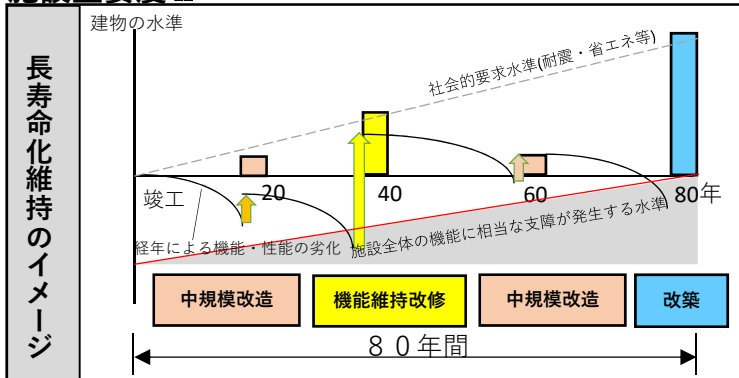 建物の水準
長寿命化維持のイメージ
社会的要求水準(耐震・省エネ等)
竣工
20
40
60
80年
経年による機能・性能の劣化
施設全体の機能に相当な支障が発生する水準
中規模改造
機能維持改修
中規模改造
改築
８０年間